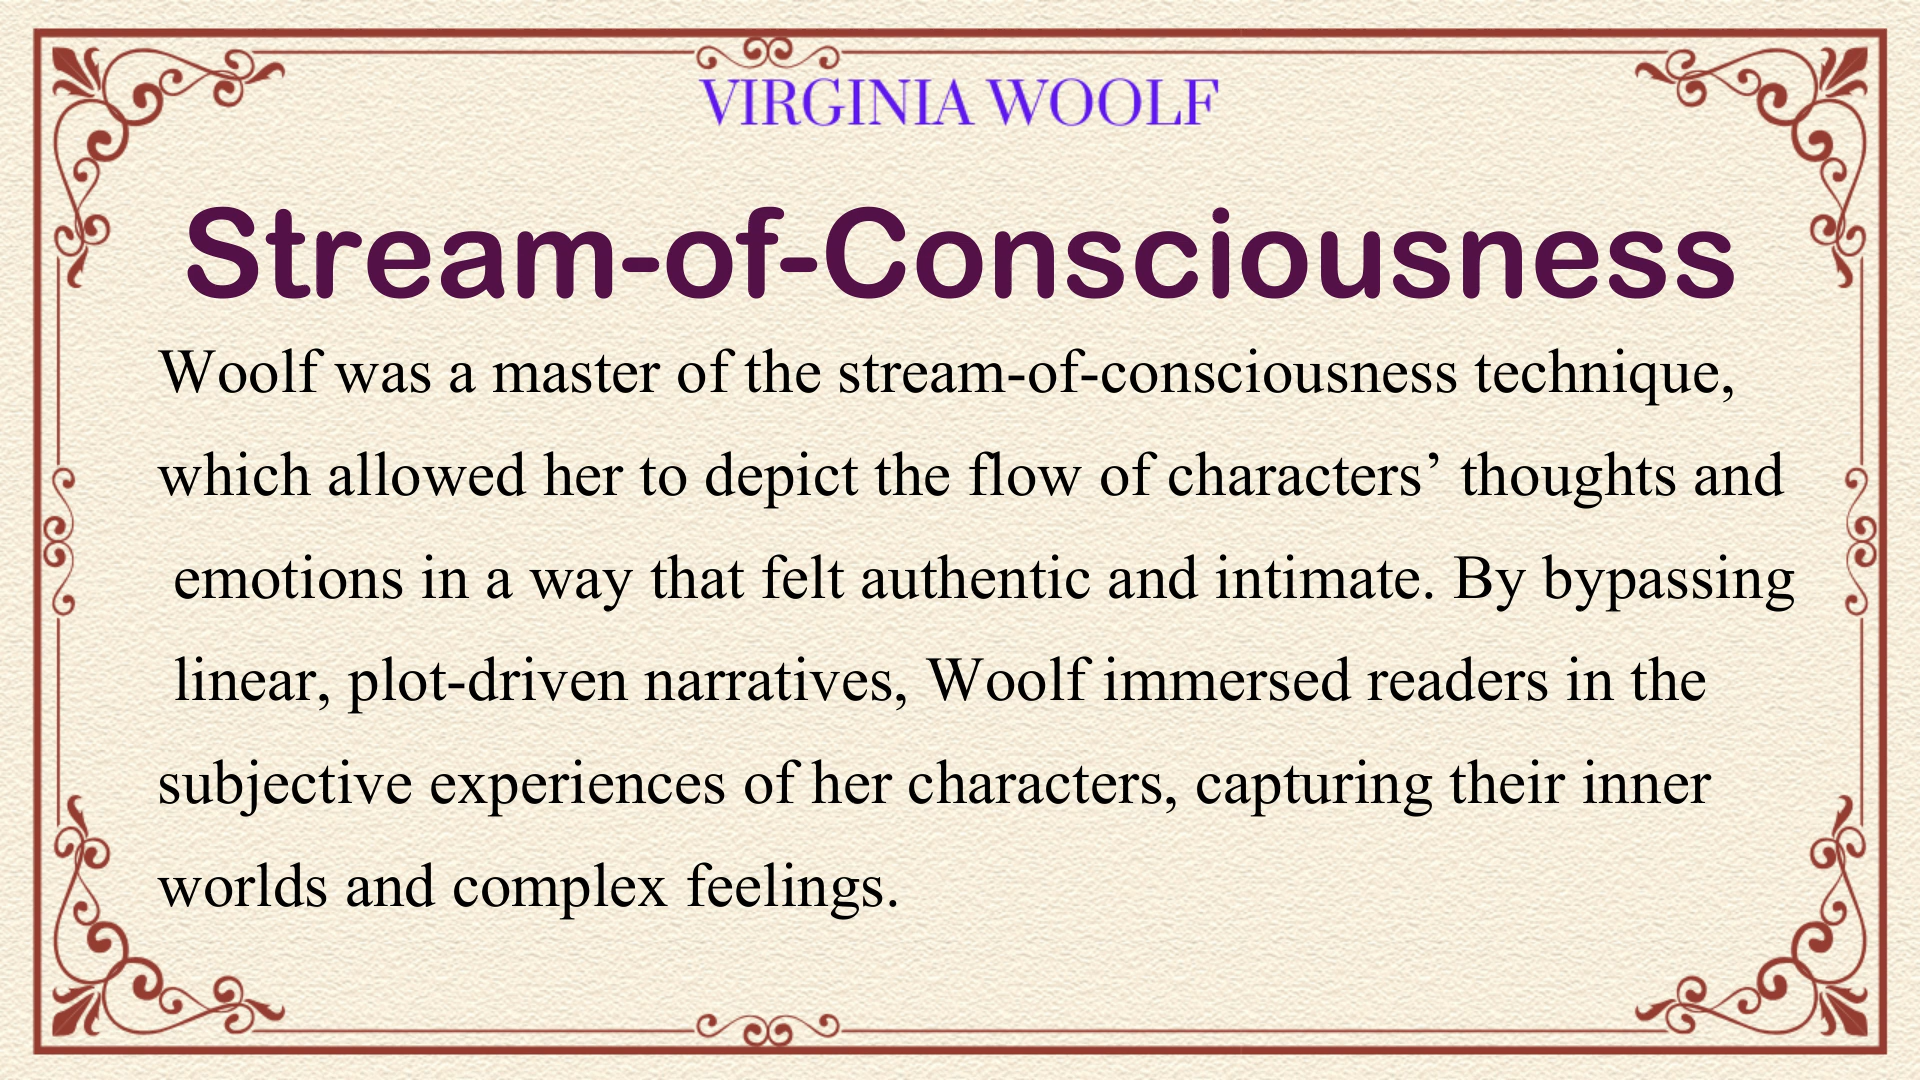 VIRGINIA WOOLF
Stream-of-Consciousness
Woolf was a master of the stream-of-consciousness technique,
which allowed her to depict the flow of characters’ thoughts and
emotions in a way that felt authentic and intimate. By bypassing
linear, plot-driven narratives, Woolf immersed readers in the
subjective experiences of her characters, capturing their inner
worlds and complex feelings.